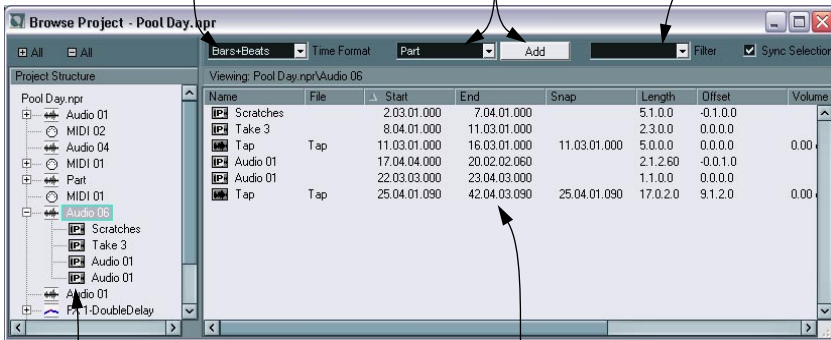 Browse Project - Pool Day.npr
All All Bars+Beats Time Format Part Add Filter Sync Selection
Project Structure Viewing: Pool Day.npr\Audio 06
Pool Day.npr
Audio 01
MIDI 02
Audio 04
MIDI 01
Part
MIDI 01
Audio 06
Scratches
Take 3
Audio 01
Audio 01
Audio 01
FX 1-DoubleDelay
Name File Start End Snap Length Offset Volume
Scratches 2.03.01.000 7.04.01.000 5.1.0.0 -0.1.0.0
Take 3 8.04.01.000 11.03.01.000 2.3.0.0 0.0.0.0
Tap Tap 11.03.01.000 16.03.01.000 11.03.01.000 5.0.0.0 0.0.0.0 0.00
Audio 01 17.04.04.000 20.02.02.060 2.1.2.60 -0.0.1.0
Audio 01 22.03.03.000 23.04.03.000 1.1.0.0 0.0.0.0
Tap Tap 25.04.01.090 42.04.03.090 25.04.01.090 17.0.2.0 9.1.2.0 0.00